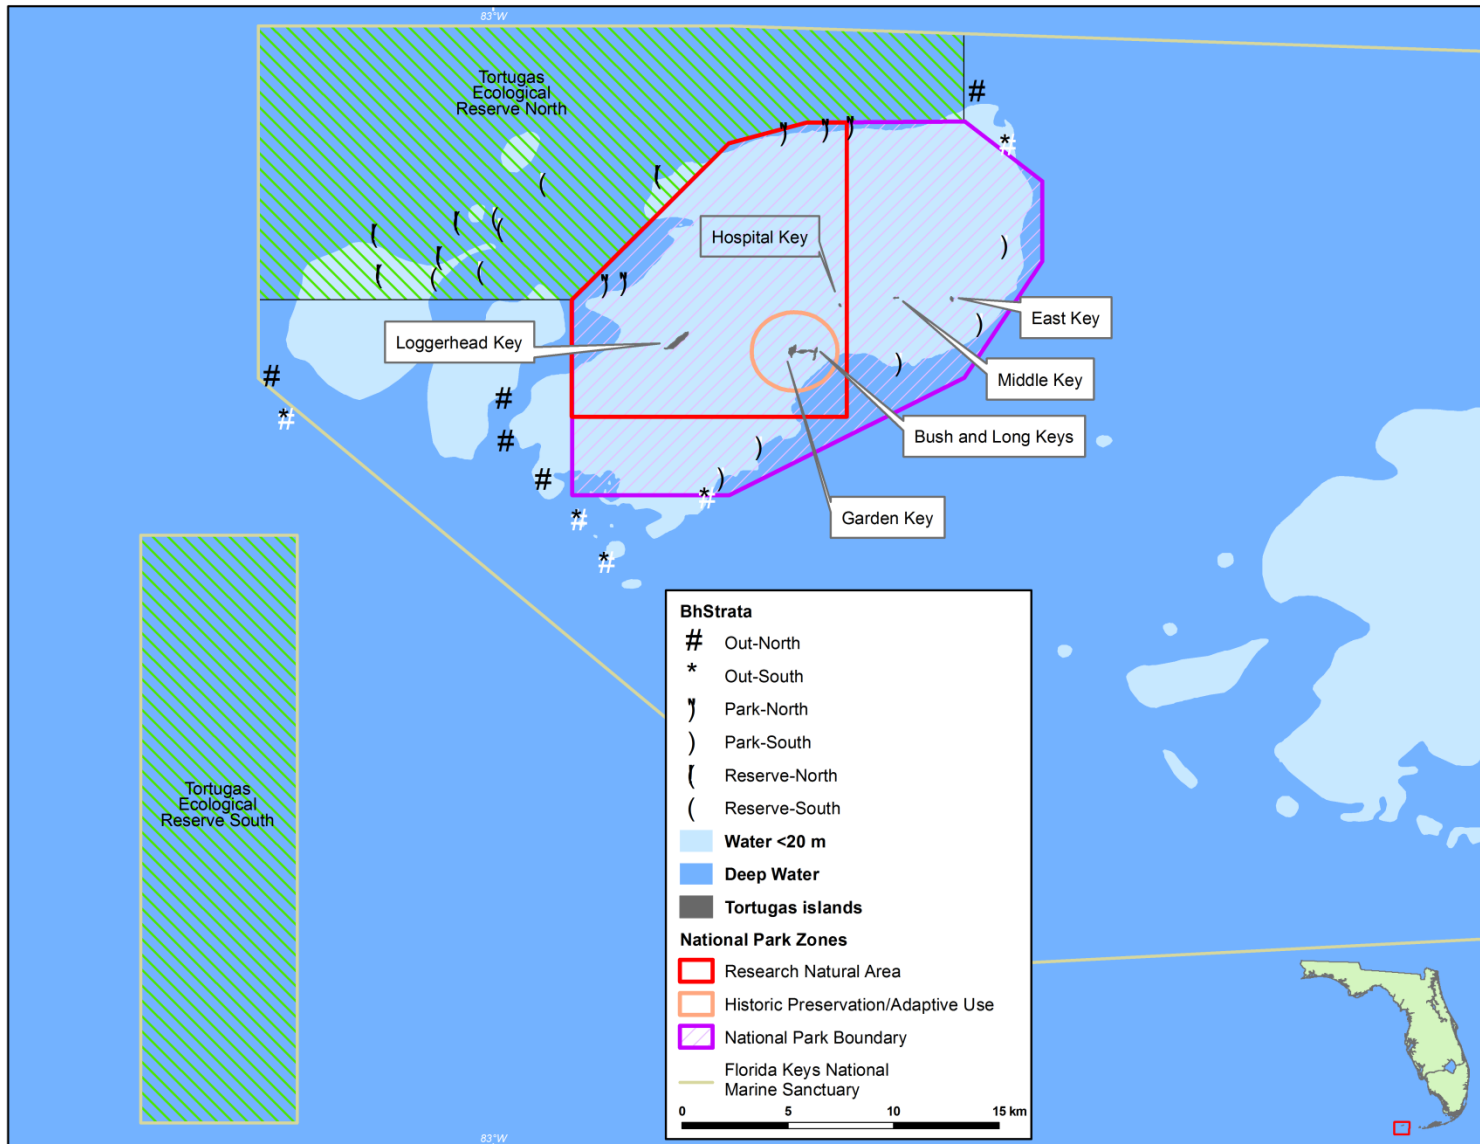 83°W
Tortugas
Ecological
Reserve North
Hospital Key
East Key
Loggerhead Key
Middle Key
Bush and Long Keys
Garden Key
Tortugas
Ecological
Reserve South
BhStrata
# Out-North
* Out-South
Park-North
) Park-South
Reserve-North
( Reserve-South
Water <20 m
Deep Water
Tortugas islands
National Park Zones
Research Natural Area
Historic Preservation/Adaptive Use
National Park Boundary
Florida Keys National
Marine Sanctuary
0 5 10 15 km
83°W